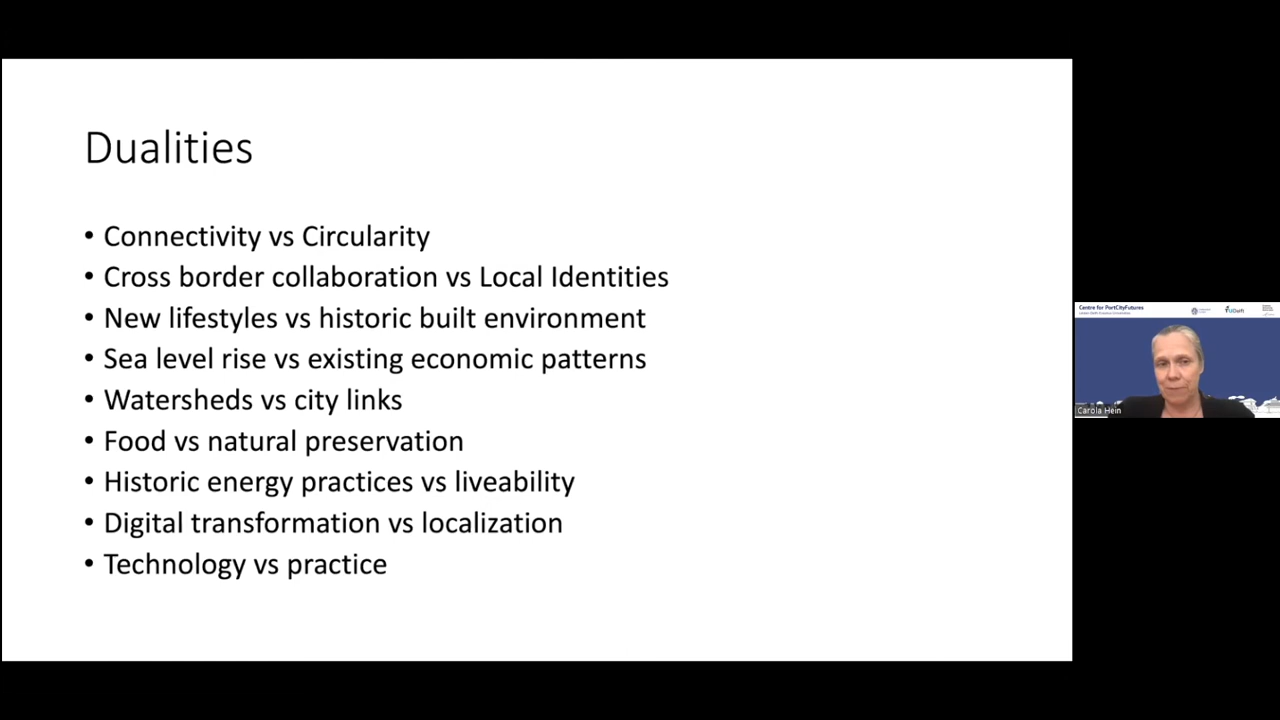 Dualities
• Connectivity vs Circularity
• Cross border collaboration vs Local Identities
• New lifestyles vs historic built environment
• Sea level rise vs existing economic patterns
• Watersheds vs city links
• Food vs natural preservation
• Historic energy practices vs liveability
• Digital transformation vs localization
• Technology vs practice
Centre for PortCityFutures
Carola Hein